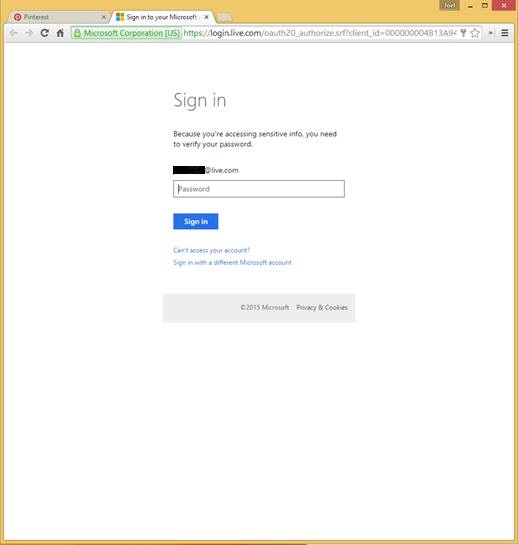 Joel
Pinterest
Sign in to your Microsoft
Microsoft Corporation [US] https://login.live.com/oauth20_authorize.srf?client_id=000000004813A94
Sign in
Because you're accessing sensitive info, you need
to verify your password.
@live.com
Password
Sign in
Can't access your account?
Sign in with a different Microsoft account
©2015 Microsoft Privacy & Cookies